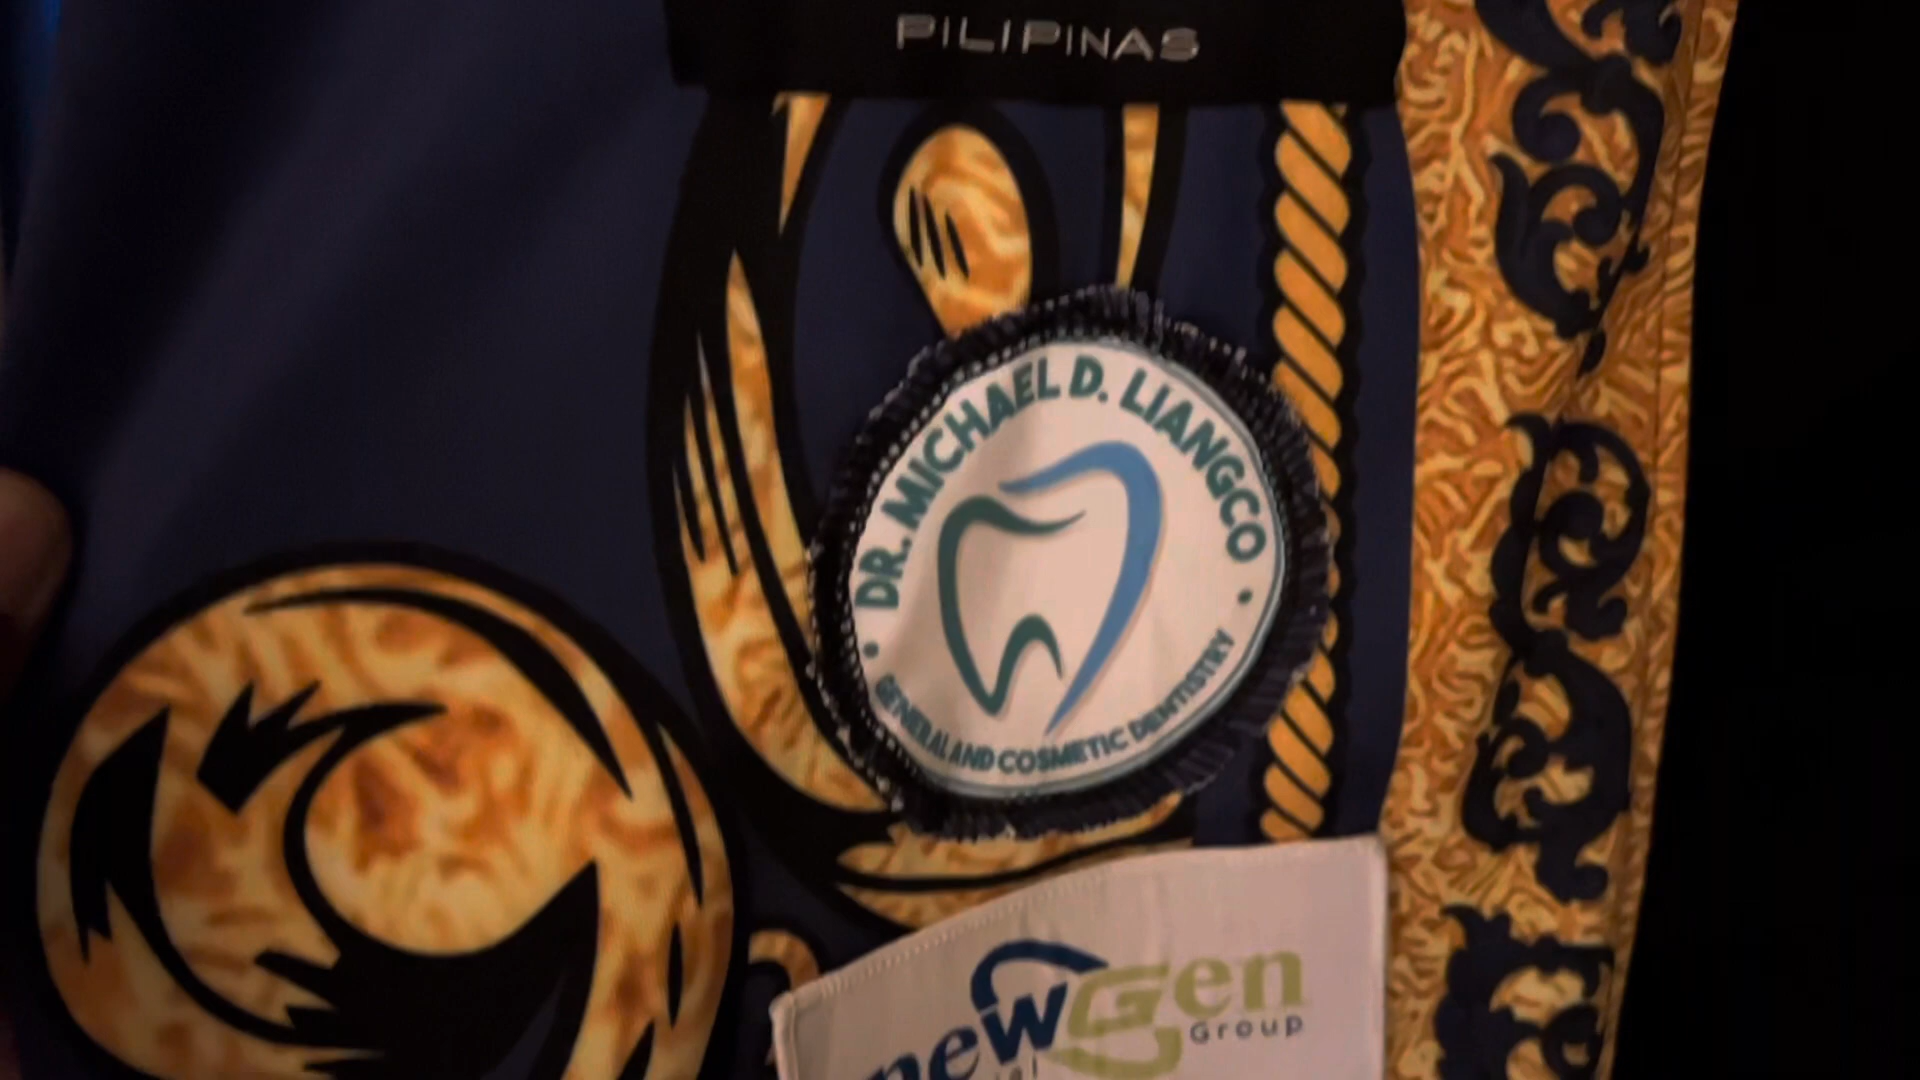 PILIPINAS
DR. MICHAEL D. LIANGCO
GENERAL AND COSMETIC DENTISTRY
newGen
Group